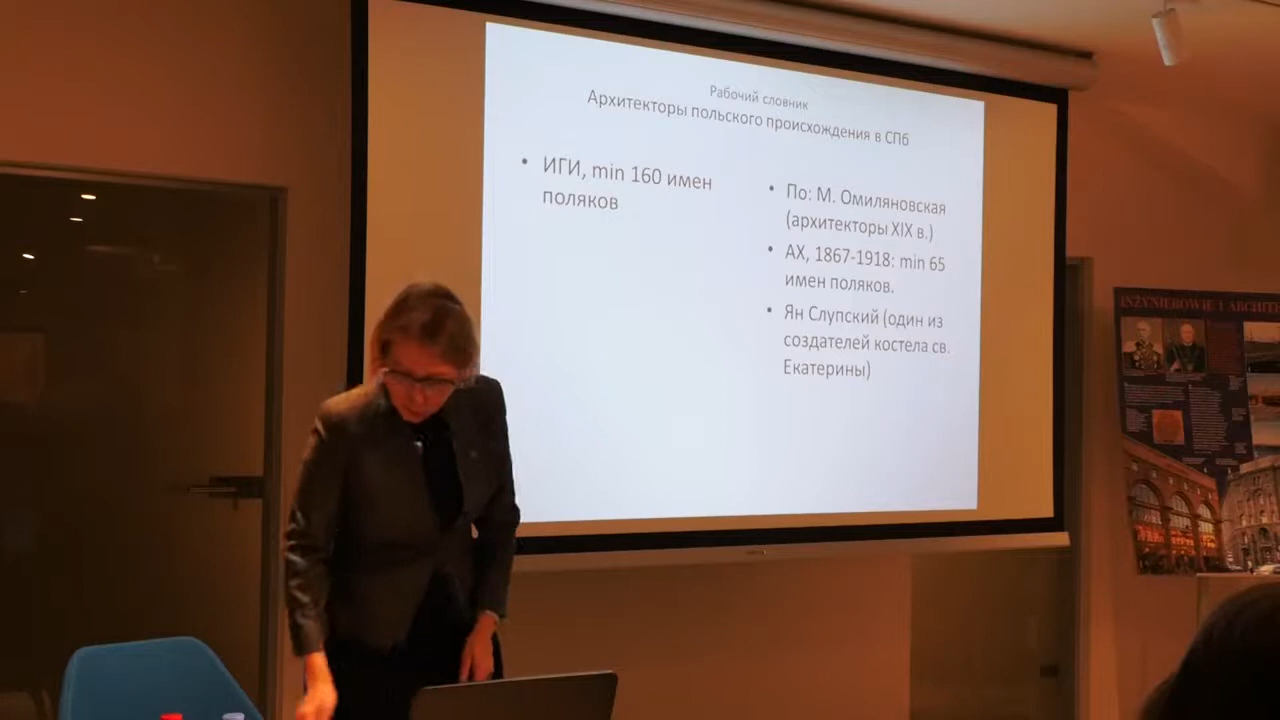 Рабочий словник
Архитекторы польского происхождения в СПб
• ИГИ, min 160 имен
поляков
• По: М. Омиляновская
(архитекторы XIX в.)
• АХ, 1867-1918: min 65
имен поляков.
• Ян Слупский (один из
создателей костела св.
Екатерины)
INŻYNIEROWIE I ARCHITE